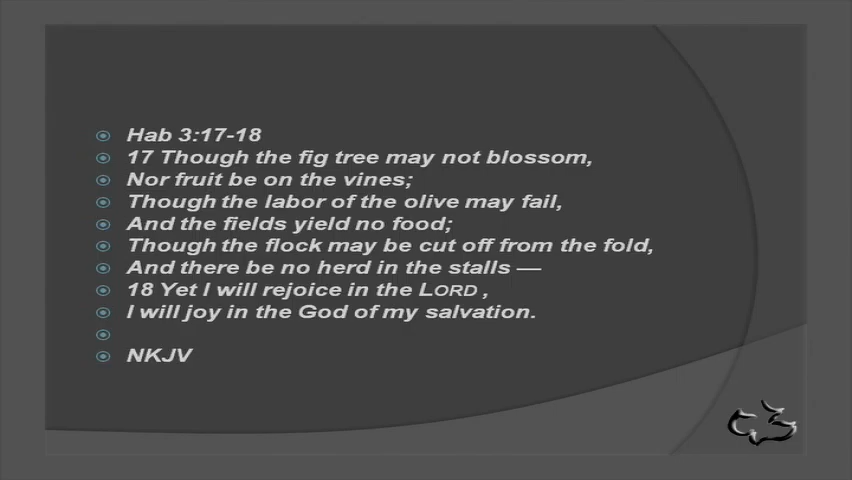 Hab 3:17-18
17 Though the fig tree may not blossom,
Nor fruit be on the vines;
Though the labor of the olive may fail,
And the fields yield no food;
Though the flock may be cut off from the fold,
And there be no herd in the stalls —
18 Yet I will rejoice in the LORD ,
I will joy in the God of my salvation.
NKJV
C3